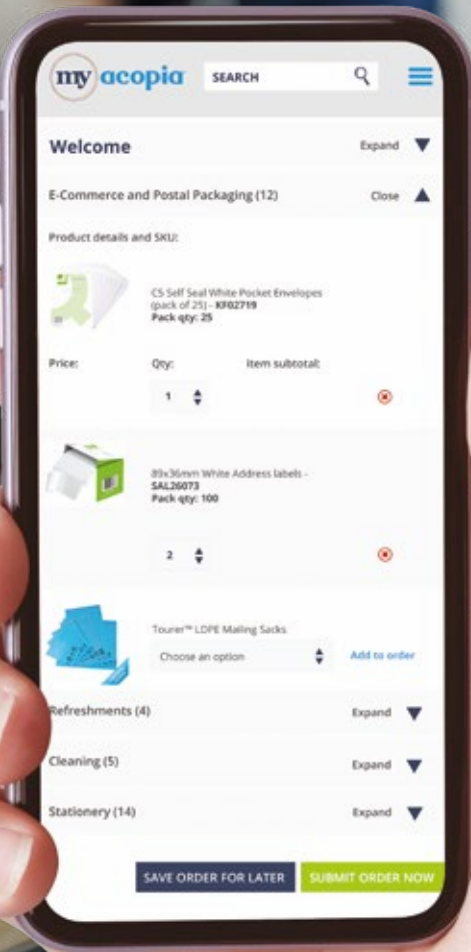 my acopia
SEARCH
Welcome
Expand
E-Commerce and Postal Packaging (12)
Close
Product details and SKU:
C5 Self Seal White Pocket Envelopes
(pack of 25) - KF02719
Pack qty: 25
Price:
Qty:
Item subtotal:
1
89x36mm White Address labels -
SAL26073
Pack qty: 100
2
Tourer™ LDPE Mailing Sacks
Choose an option
Add to order
Refreshments (4)
Expand
Cleaning (5)
Expand
Stationery (14)
Expand
SAVE ORDER FOR LATER
SUBMIT ORDER NOW